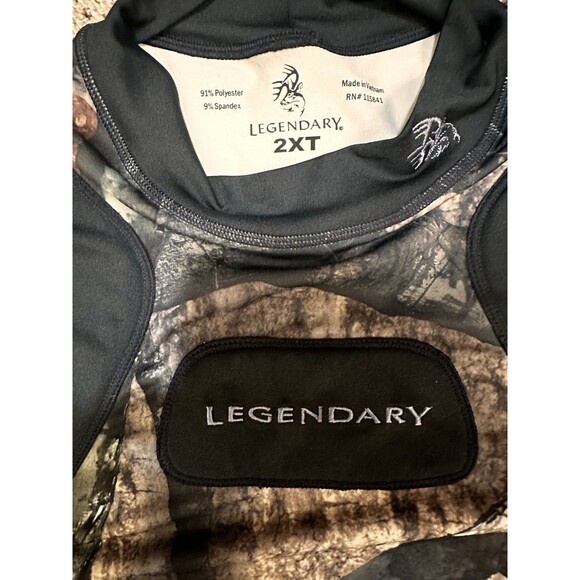 91% Polyester
9% Spandex
Made in Vietnam
RN# 115841
LEGENDARY®
2XT
LEGENDARY